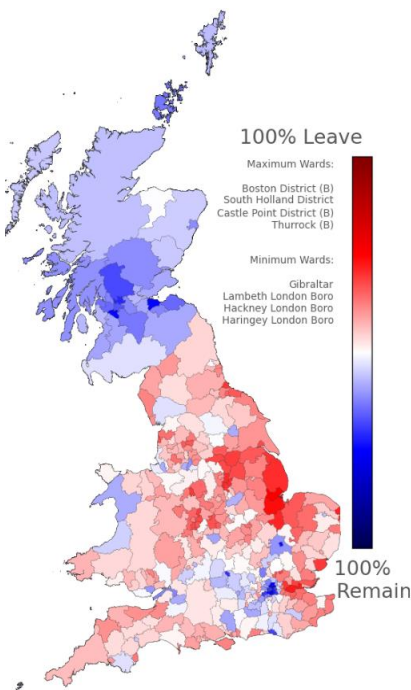 100% Leave
Maximum Wards:
Boston District (B)
South Holland District
Castle Point District (B)
Thurrock (B)
Minimum Wards:
Gibraltar
Lambeth London Boro
Hackney London Boro
Haringey London Boro
100%
Remain